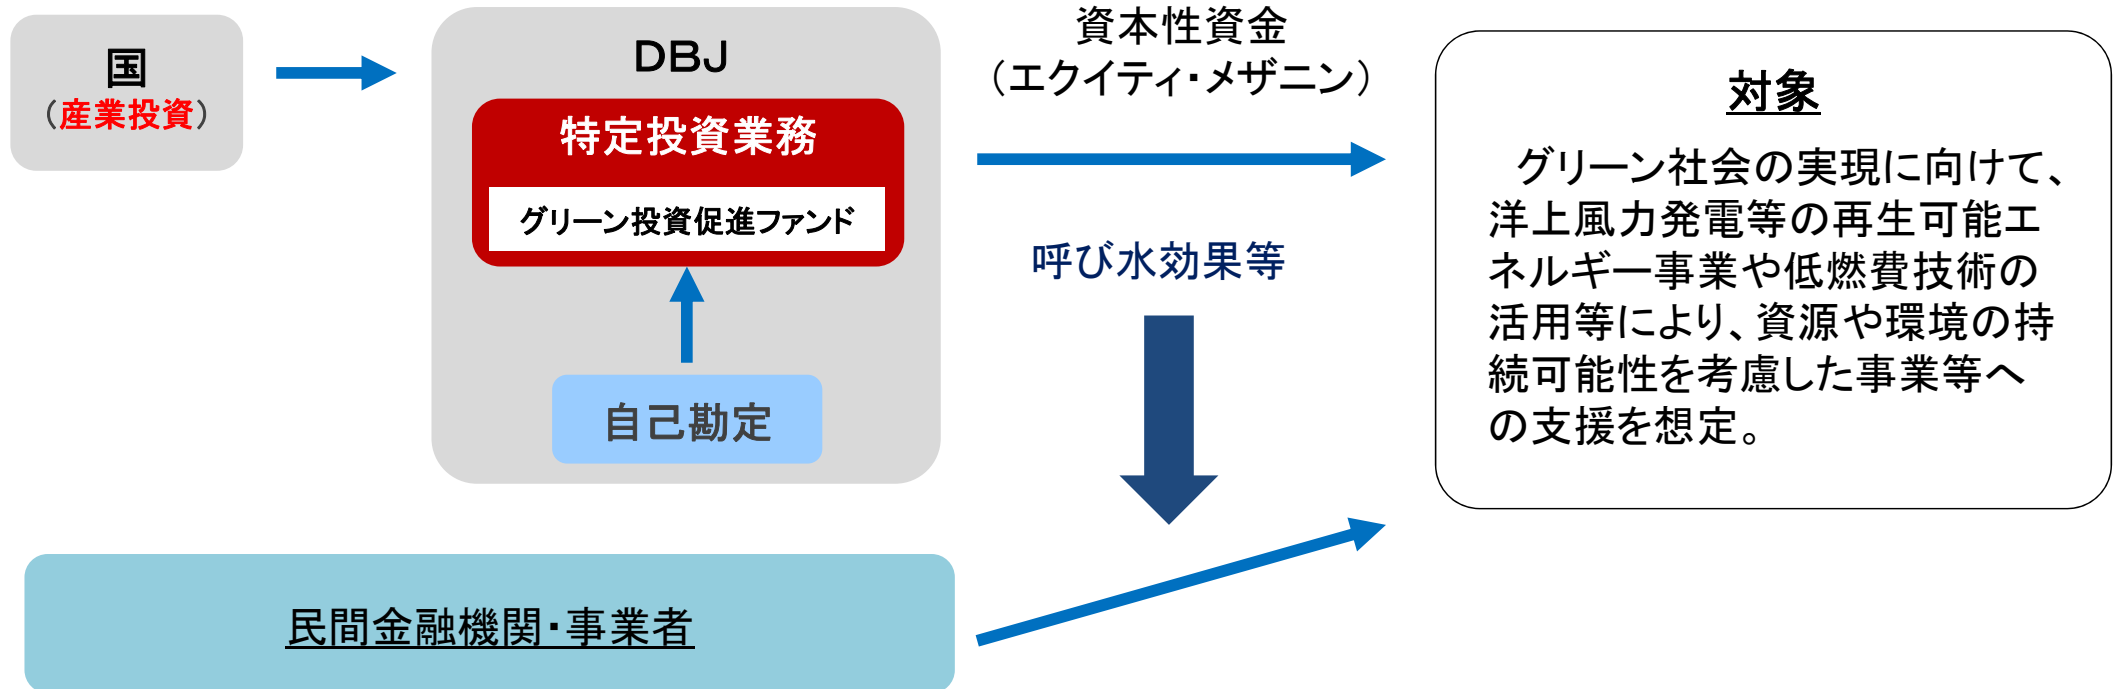 国
（産業投資）
DBJ
特定投資業務
グリーン投資促進ファンド
自己勘定
資本性資金
（エクイティ・メザニン）
呼び水効果等
対象
グリーン社会の実現に向けて、
洋上風力発電等の再生可能エ
ネルギー事業や低燃費技術の
活用等により、資源や環境の持
続可能性を考慮した事業等へ
の支援を想定。
民間金融機関・事業者